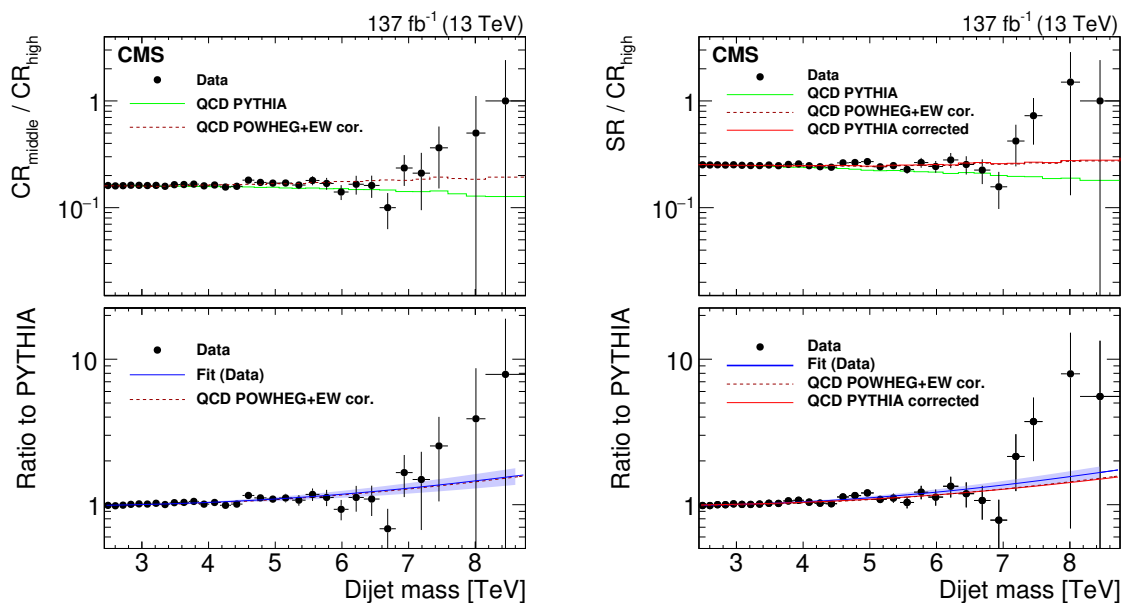 137 fb⁻¹ (13 TeV)
CMS
Data
QCD PYTHIA
QCD POWHEG+EW cor.
CR_middle / CR_high
1
10⁻¹
Data
Fit (Data)
QCD POWHEG+EW cor.
Ratio to PYTHIA
10
1
3 4 5 6 7 8
Dijet mass [TeV]
137 fb⁻¹ (13 TeV)
CMS
Data
QCD PYTHIA
QCD POWHEG+EW cor.
QCD PYTHIA corrected
SR / CR_high
1
10⁻¹
Data
Fit (Data)
QCD POWHEG+EW cor.
QCD PYTHIA corrected
Ratio to PYTHIA
10
1
3 4 5 6 7 8
Dijet mass [TeV]